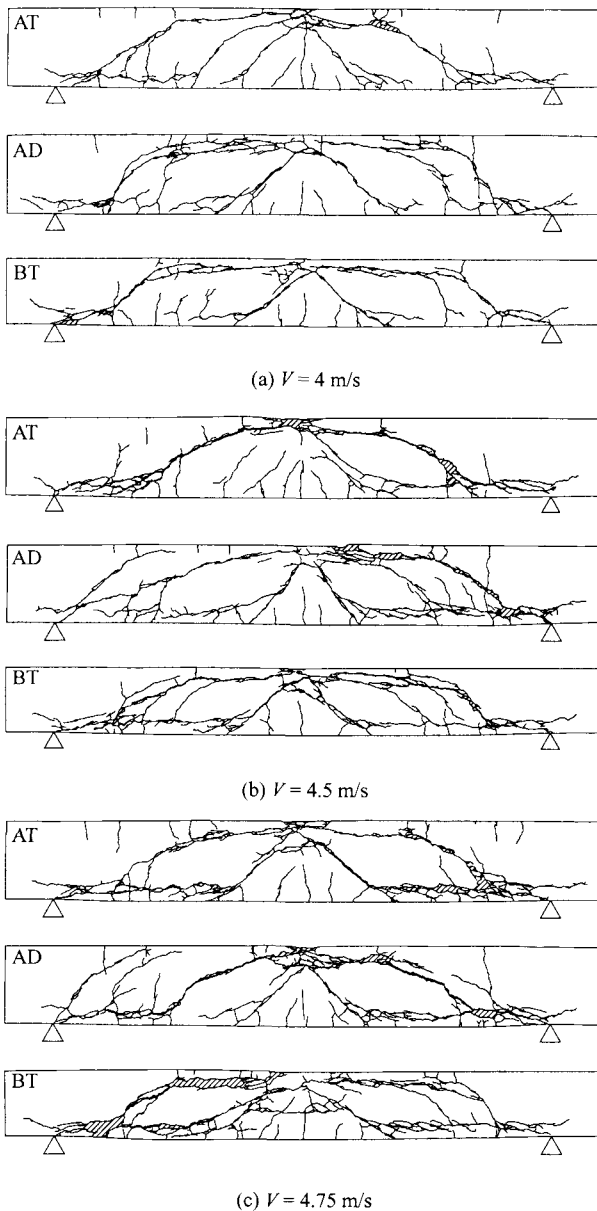 AT
AD
BT
(a) V = 4 m/s
AT
AD
BT
(b) V = 4.5 m/s
AT
AD
BT
(c) V = 4.75 m/s